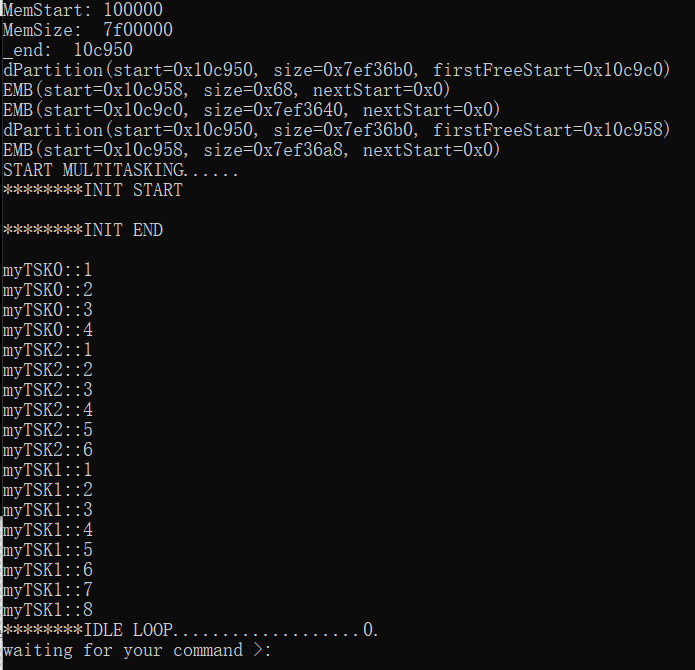 MemStart: 100000
MemSize:  7f00000
_end:  10c950
dPartition(start=0x10c950, size=0x7ef36b0, firstFreeStart=0x10c9c0)
EMB(start=0x10c958, size=0x68, nextStart=0x0)
EMB(start=0x10c9c0, size=0x7ef3640, nextStart=0x0)
dPartition(start=0x10c950, size=0x7ef36b0, firstFreeStart=0x10c958)
EMB(start=0x10c958, size=0x7ef36a8, nextStart=0x0)
START MULTITASKING......
********INIT START
********INIT END
myTSK0::1
myTSK0::2
myTSK0::3
myTSK0::4
myTSK2::1
myTSK2::2
myTSK2::3
myTSK2::4
myTSK2::5
myTSK2::6
myTSK1::1
myTSK1::2
myTSK1::3
myTSK1::4
myTSK1::5
myTSK1::6
myTSK1::7
myTSK1::8
********IDLE LOOP...................0.
waiting for your command >: